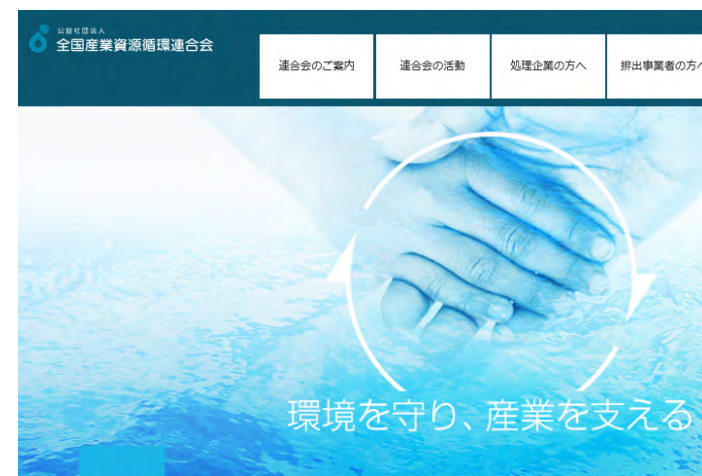 公益社団法人
全国産業資源循環連合会
連合会のご案内
連合会の活動
処理企業の方へ
排出事業者の方へ
環境を守り、産業を支える